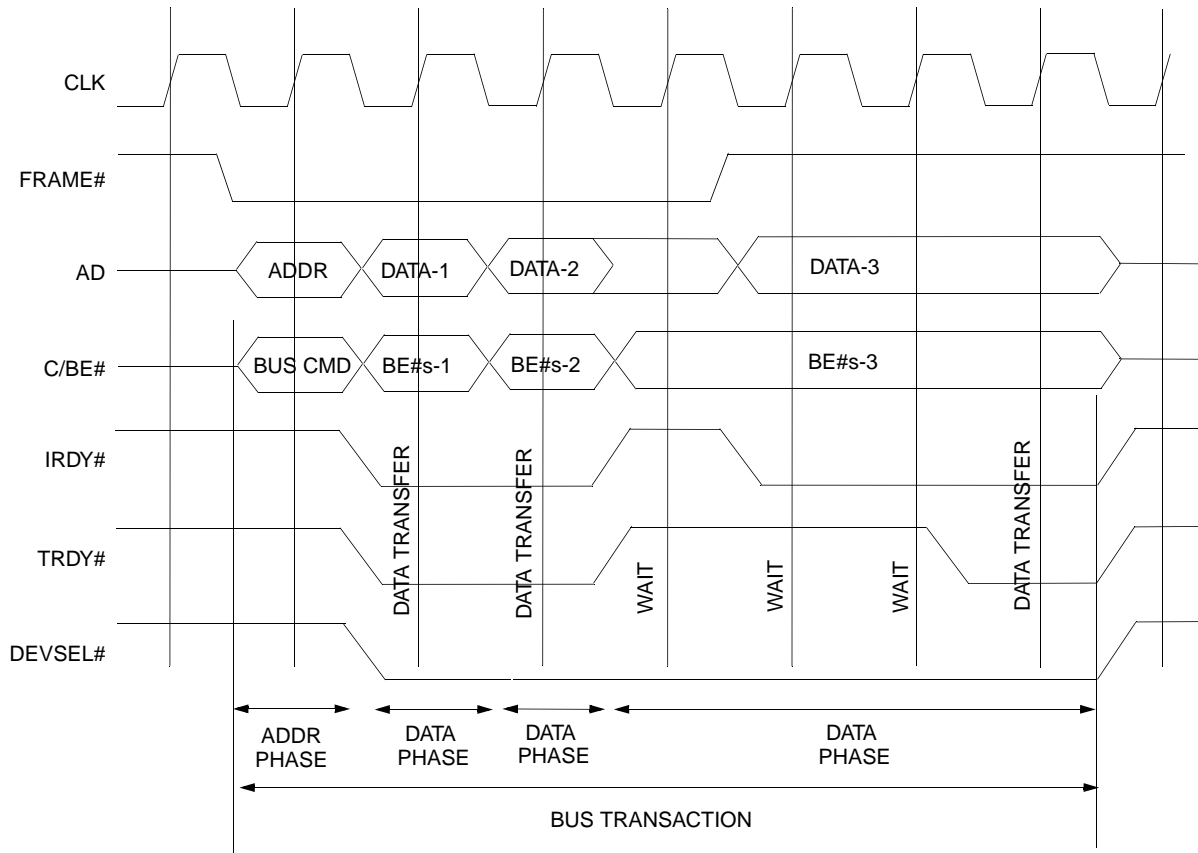 CLK
FRAME#
AD
ADDR
DATA-1
DATA-2
DATA-3
C/BE#
BUS CMD
BE#s-1
BE#s-2
BE#s-3
IRDY#
TRDY#
DATA TRANSFER
DATA TRANSFER
WAIT
WAIT
WAIT
DATA TRANSFER
DEVSEL#
ADDR
PHASE
DATA
PHASE
DATA
PHASE
DATA
PHASE
BUS TRANSACTION